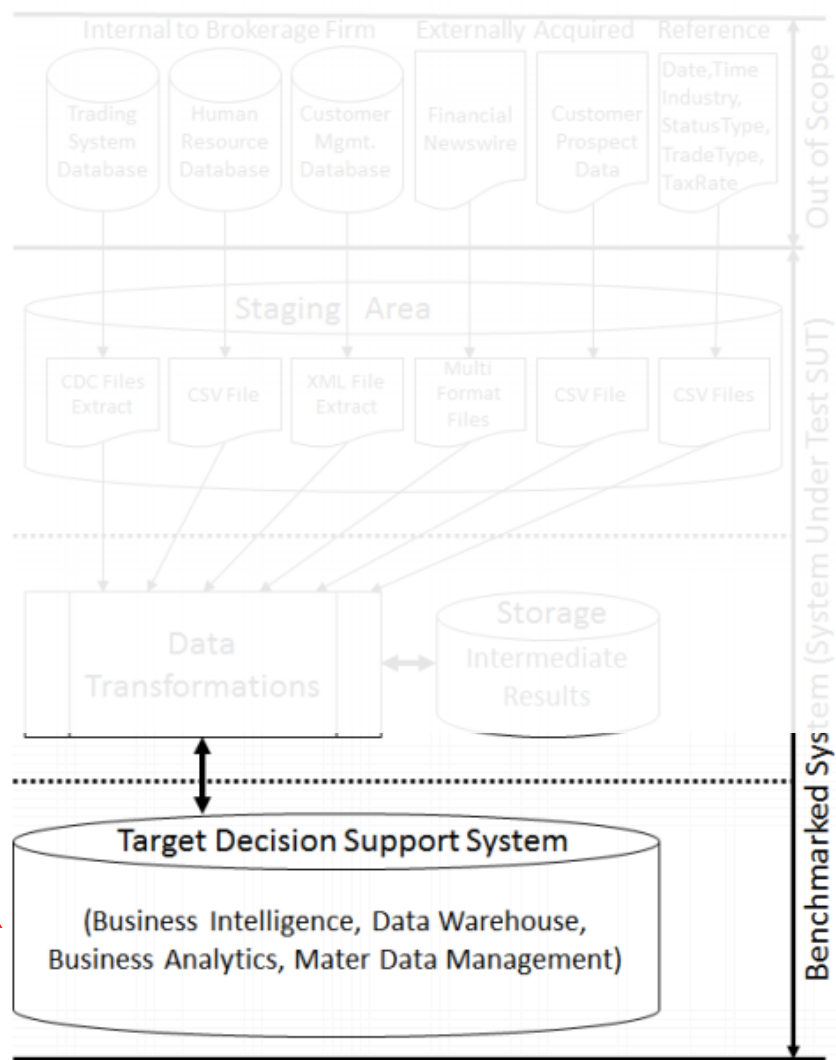 Internal to Brokerage Firm
Externally Acquired
Reference
Trading
System
Database
Human
Resource
Database
Customer
Mgmt.
Database
Financial
Newswire
Customer
Prospect
Data
Date,Time
Industry,
StatusType,
TradeType,
TaxRate
Out of Scope
Staging Area
CDC Files
Extract
CSV File
XML File
Extract
Multi
Format
Files
CSV File
CSV Files
Data
Transformations
Storage
Intermediate
Results
Benchmarked System (System Under Test SUT)
Target Decision Support System
(Business Intelligence, Data Warehouse,
Business Analytics, Mater Data Management)